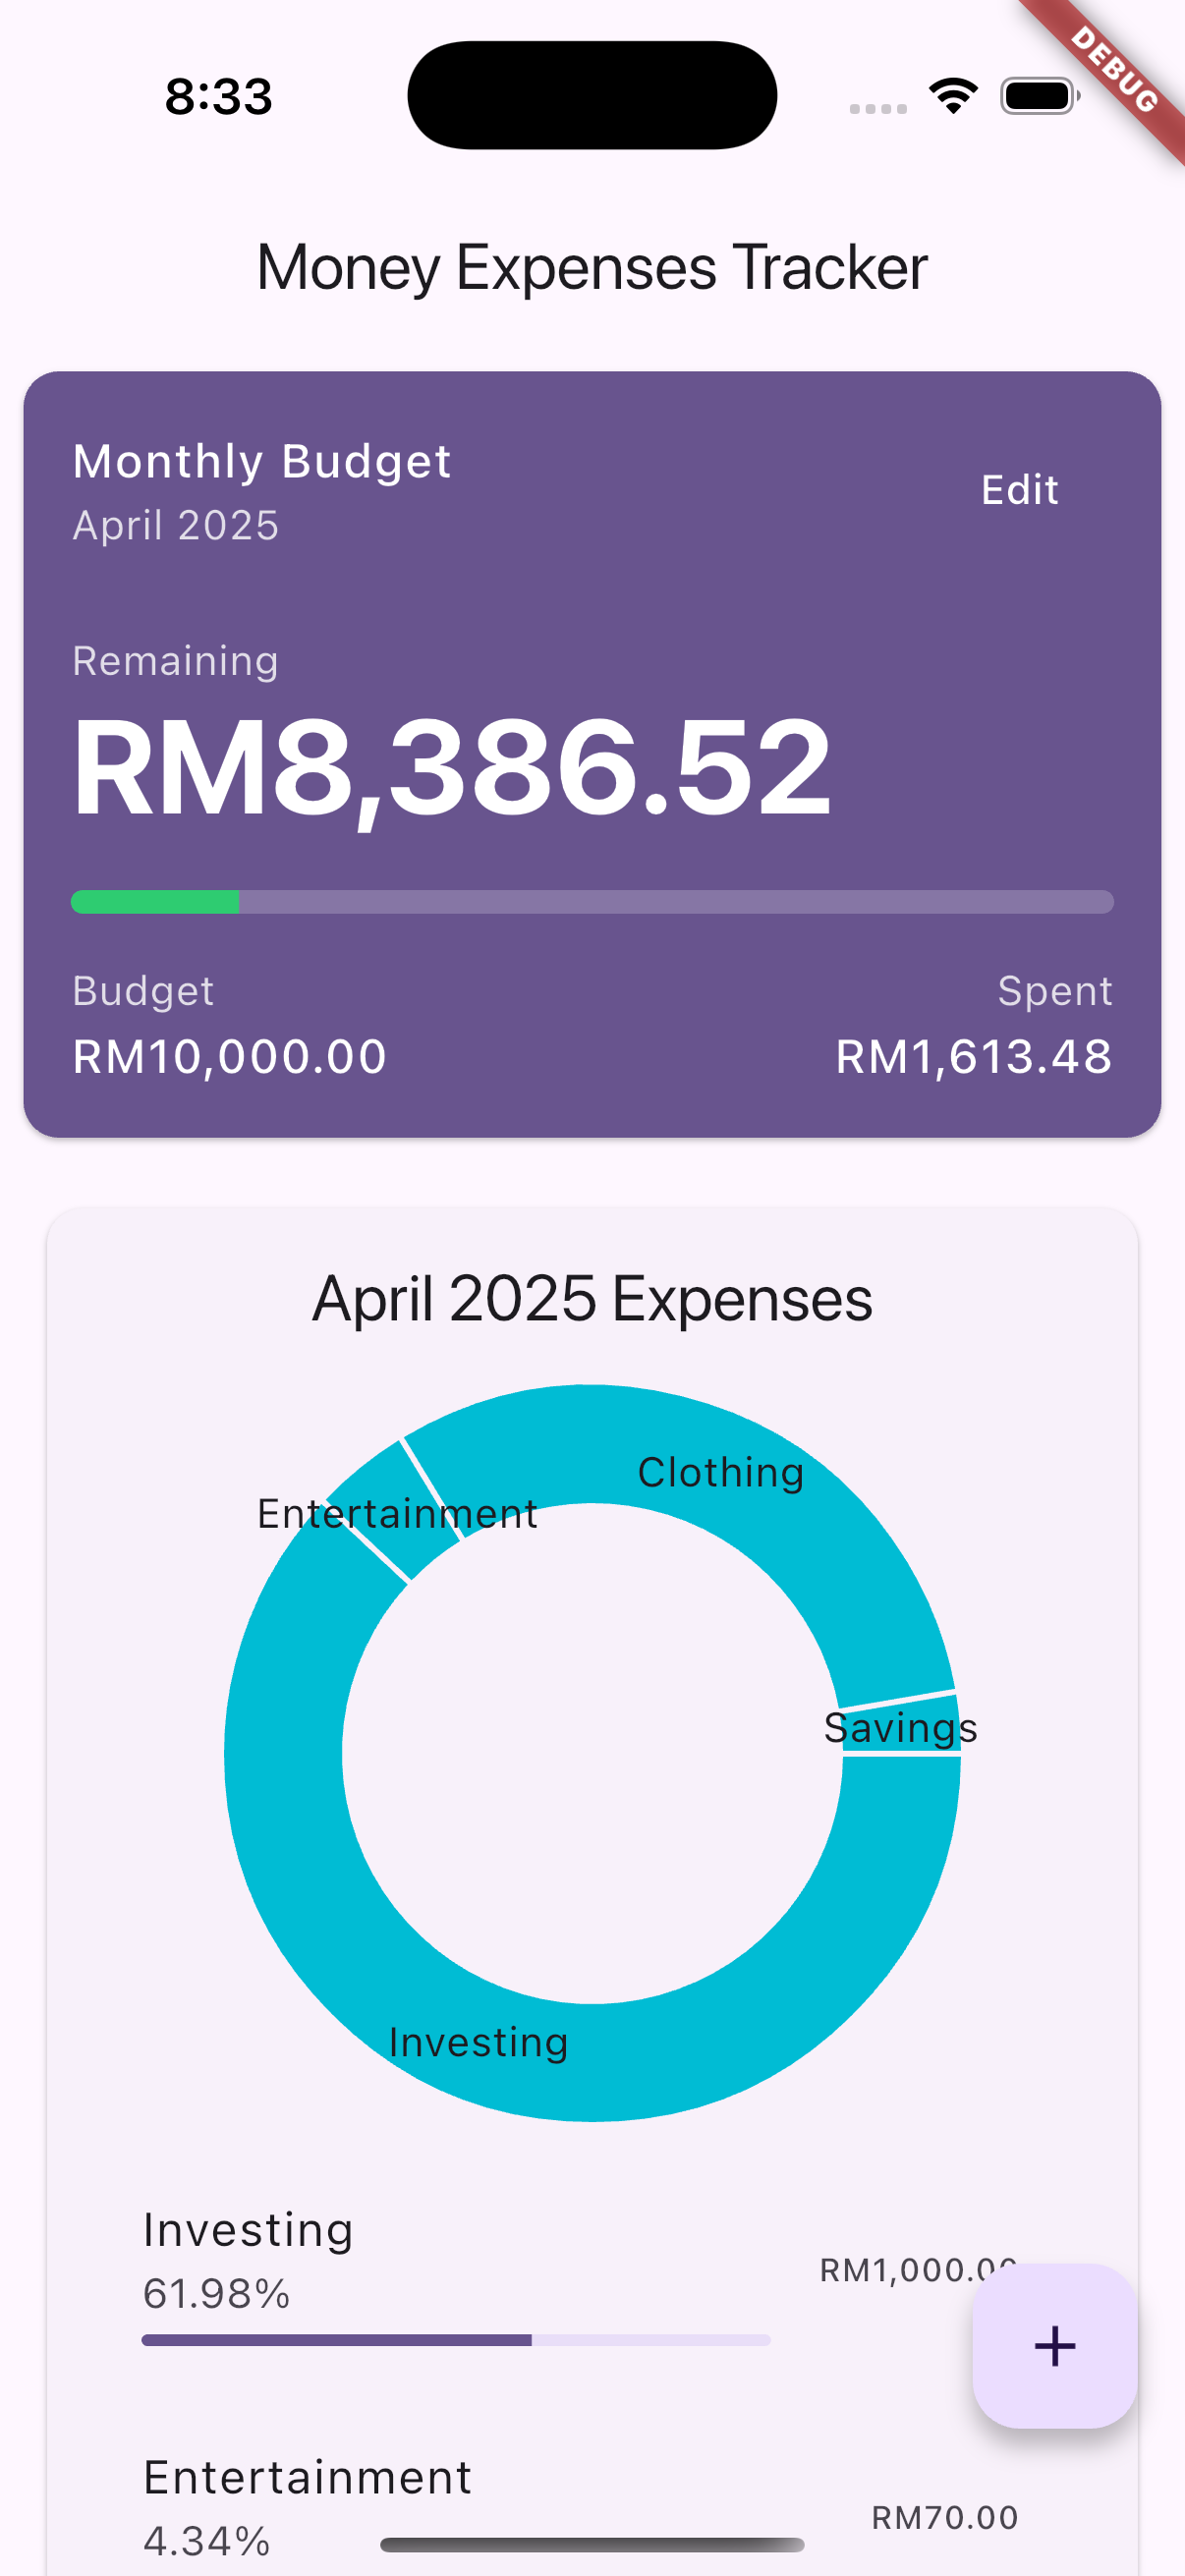 8:33
DEBUG
Money Expenses Tracker
Monthly Budget
April 2025
Edit
Remaining
RM8,386.52
Budget
Spent
RM10,000.00
RM1,613.48
April 2025 Expenses
Clothing
Entertainment
Savings
Investing
Investing
61.98%
RM1,000.00
+
Entertainment
4.34%
RM70.00